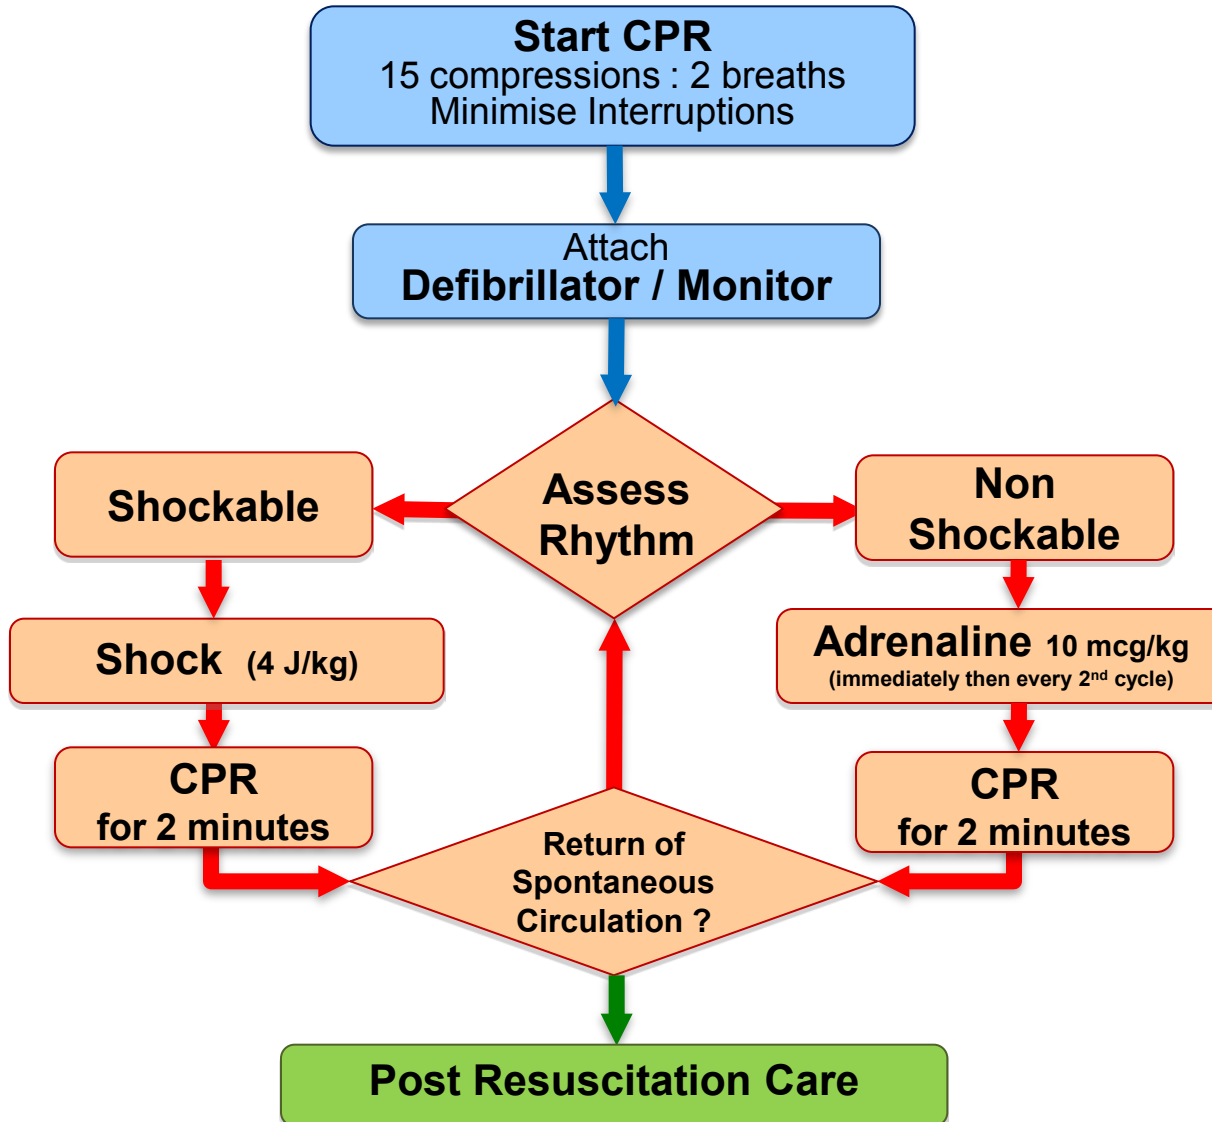 Start CPR
15 compressions : 2 breaths
Minimise Interruptions
Attach
Defibrillator / Monitor
Assess
Rhythm
Shockable
Non
Shockable
Shock (4 J/kg)
Adrenaline 10 mcg/kg
(immediately then every 2nd cycle)
CPR
for 2 minutes
CPR
for 2 minutes
Return of
Spontaneous
Circulation ?
Post Resuscitation Care